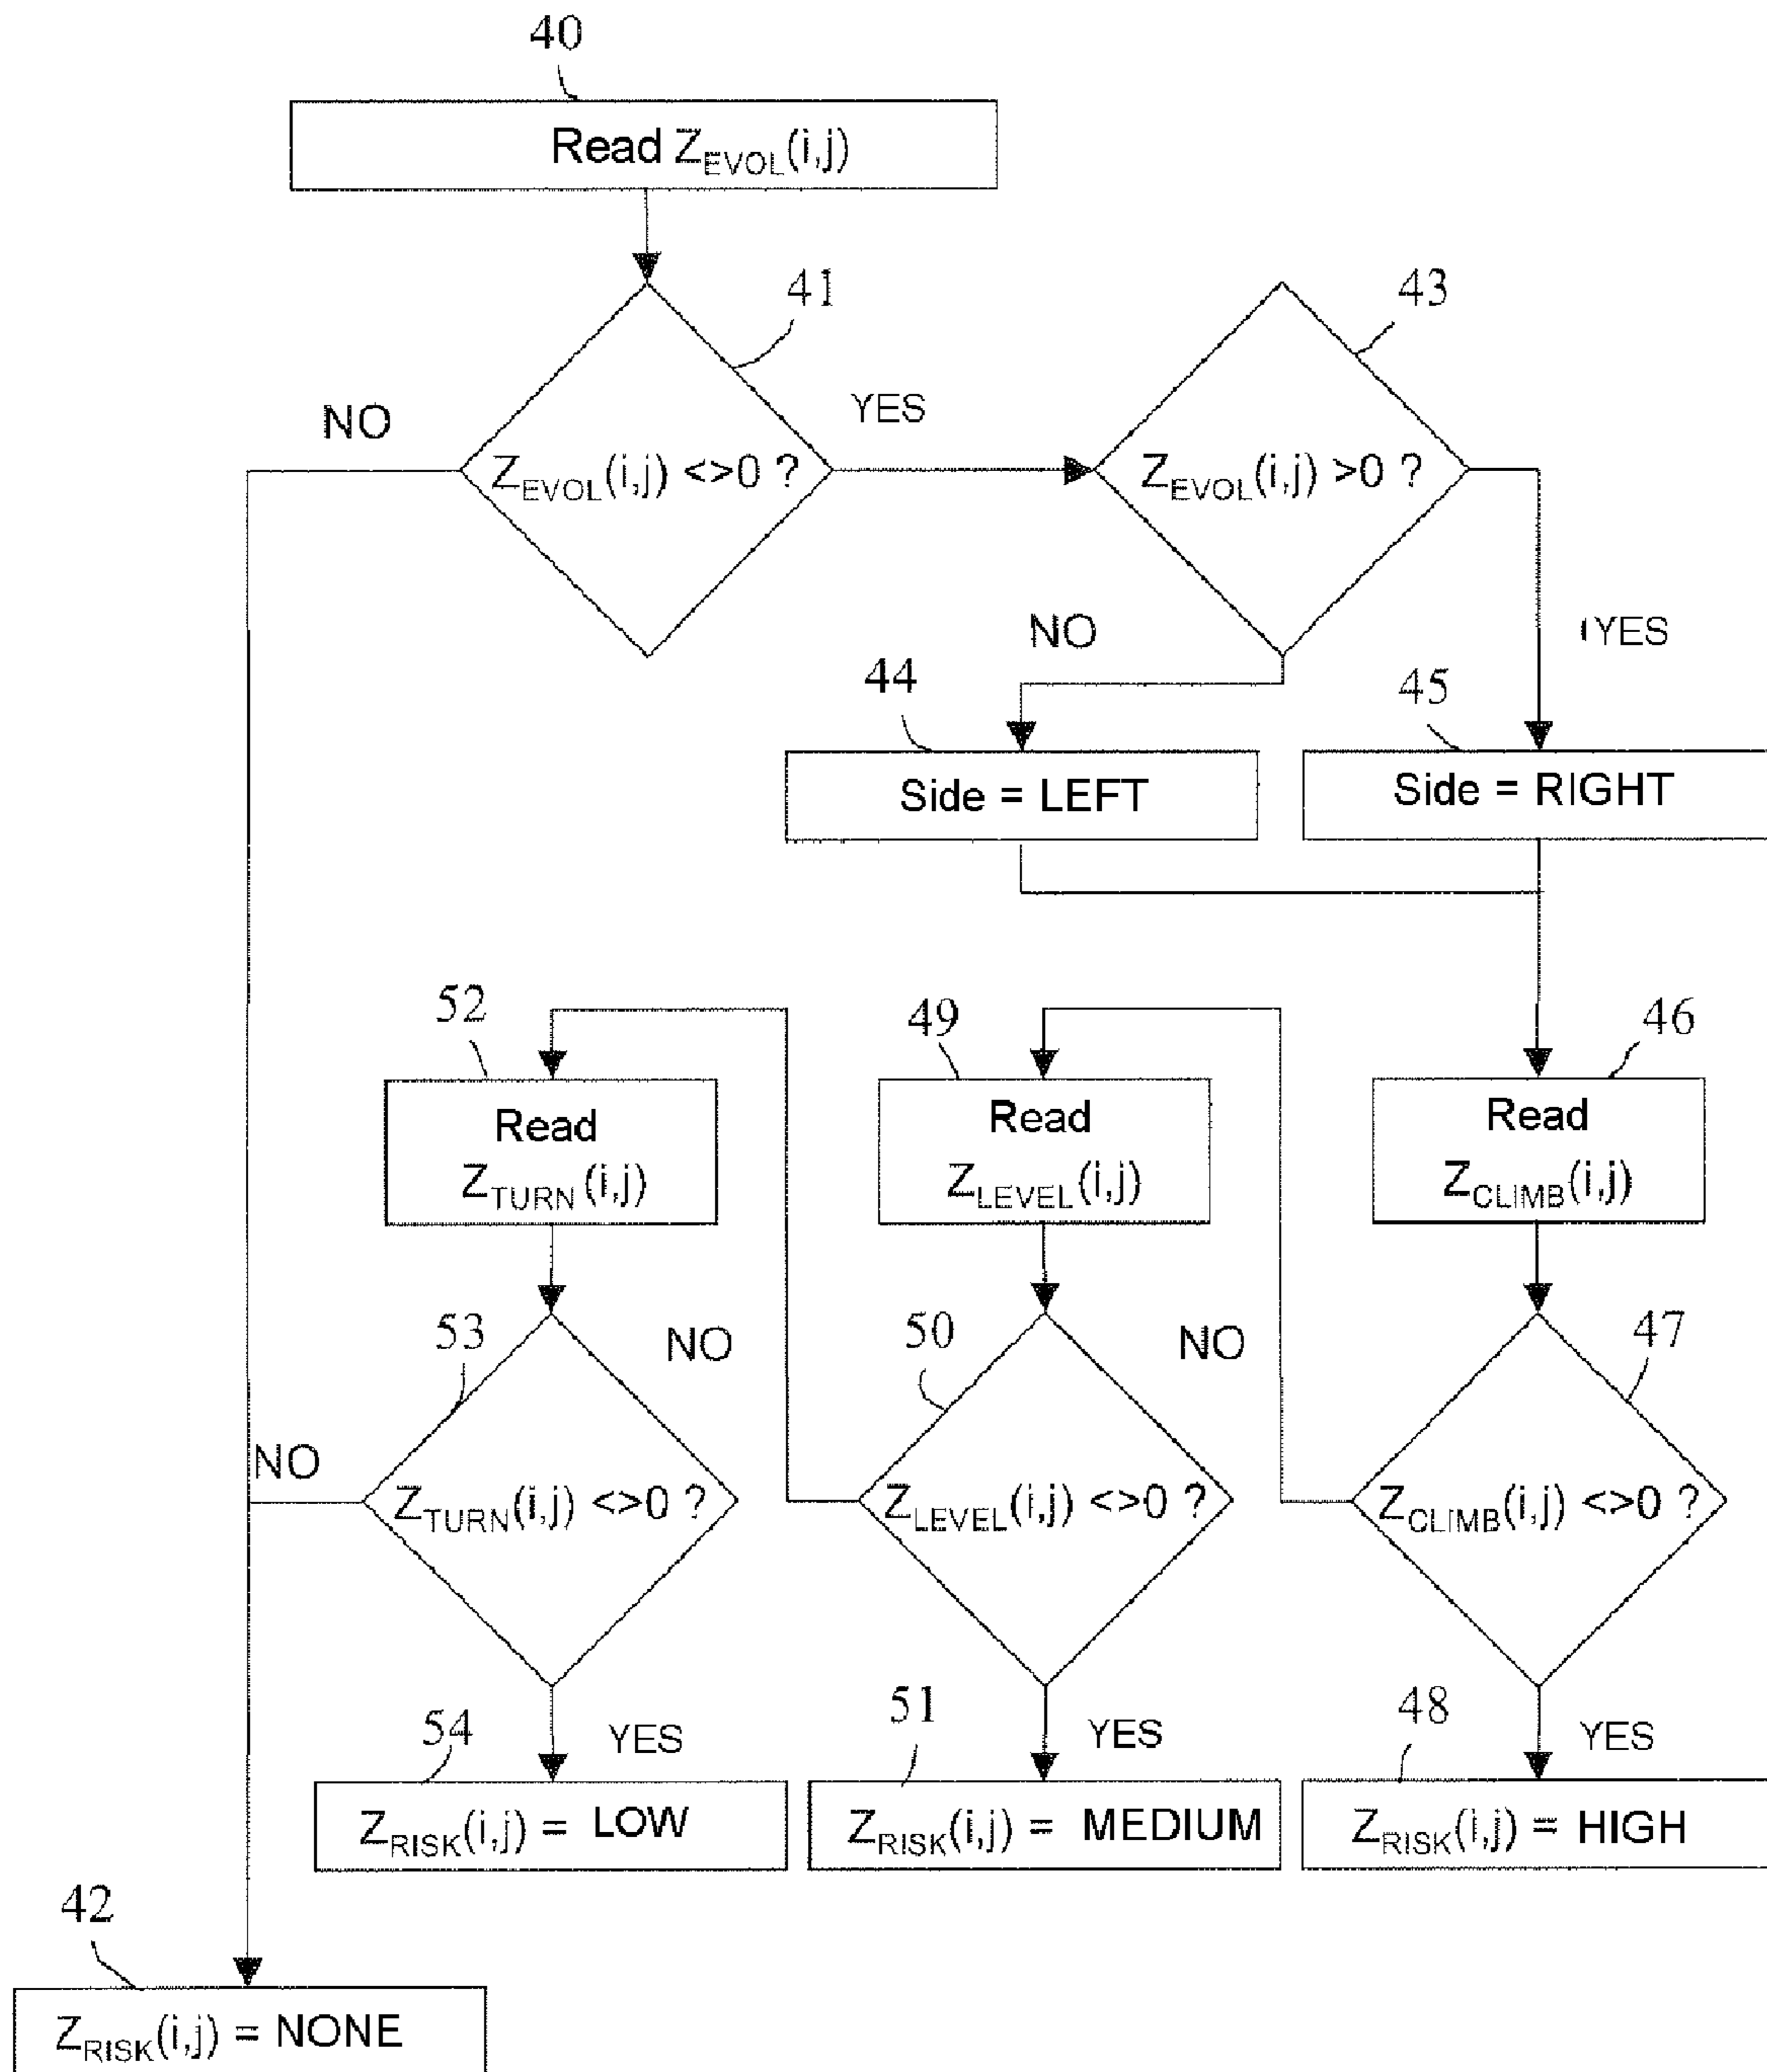 40
Read Z_EVOL(i,j)
41
43
NO
YES
Z_EVOL(i,j) <>0 ?
Z_EVOL(i,j) >0 ?
NO
YES
44
45
Side = LEFT
Side = RIGHT
52
49
46
Read
Z_TURN(i,j)
Read
Z_LEVEL(i,j)
Read
Z_CLIMB(i,j)
53
NO
50
NO
47
NO
Z_TURN(i,j) <>0 ?
Z_LEVEL(i,j) <>0 ?
Z_CLIMB(i,j) <>0 ?
54
YES
51
YES
48
YES
Z_RISK(i,j) = LOW
Z_RISK(i,j) = MEDIUM
Z_RISK(i,j) = HIGH
42
Z_RISK(i,j) = NONE